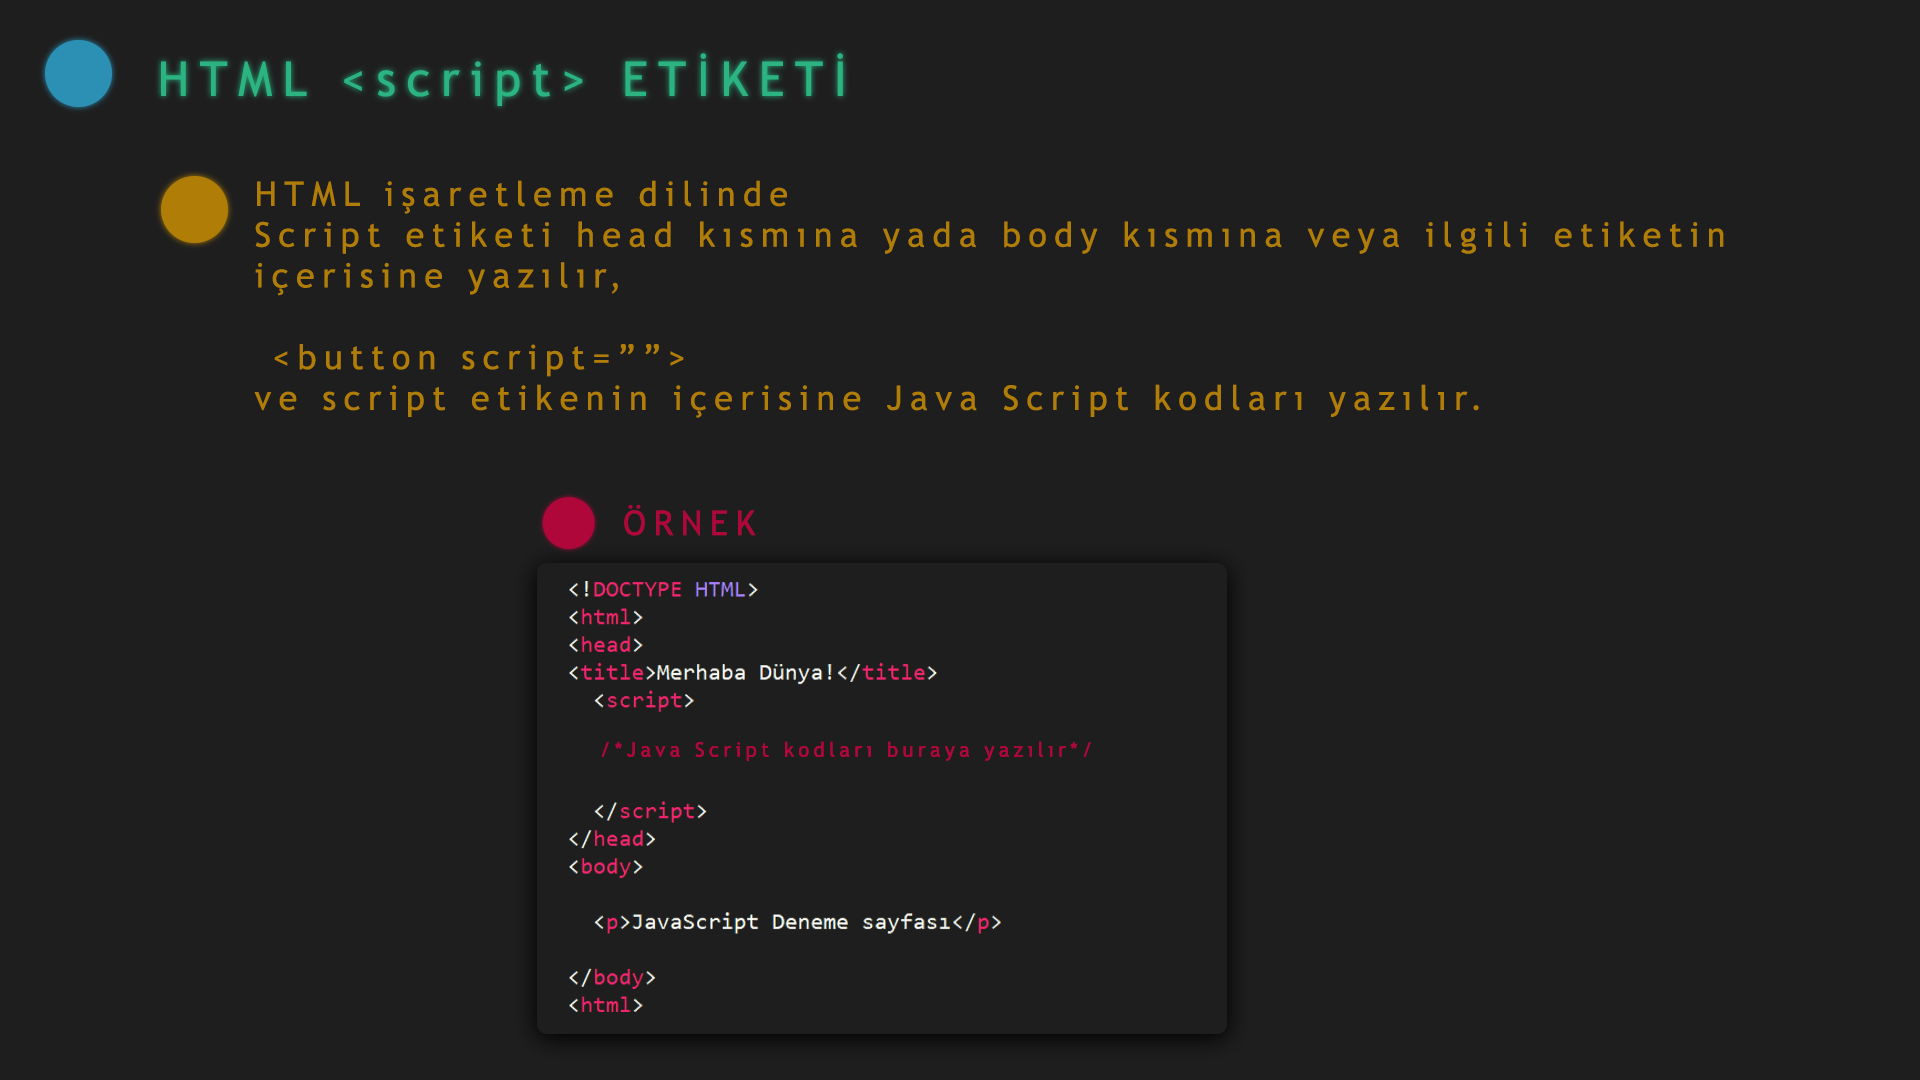 HTML <script> ETİKETİ
HTML işaretleme dilinde
Script etiketi head kısmına yada body kısmına veya ilgili etiketin
içerisine yazılır,
<button script=””>
ve script etikenin içerisine Java Script kodları yazılır.
ÖRNEK
<!DOCTYPE HTML>
<html>
<head>
<title>Merhaba Dünya!</title>
<script>
/*Java Script kodları buraya yazılır*/
</script>
</head>
<body>
<p>JavaScript Deneme sayfası</p>
</body>
<html>